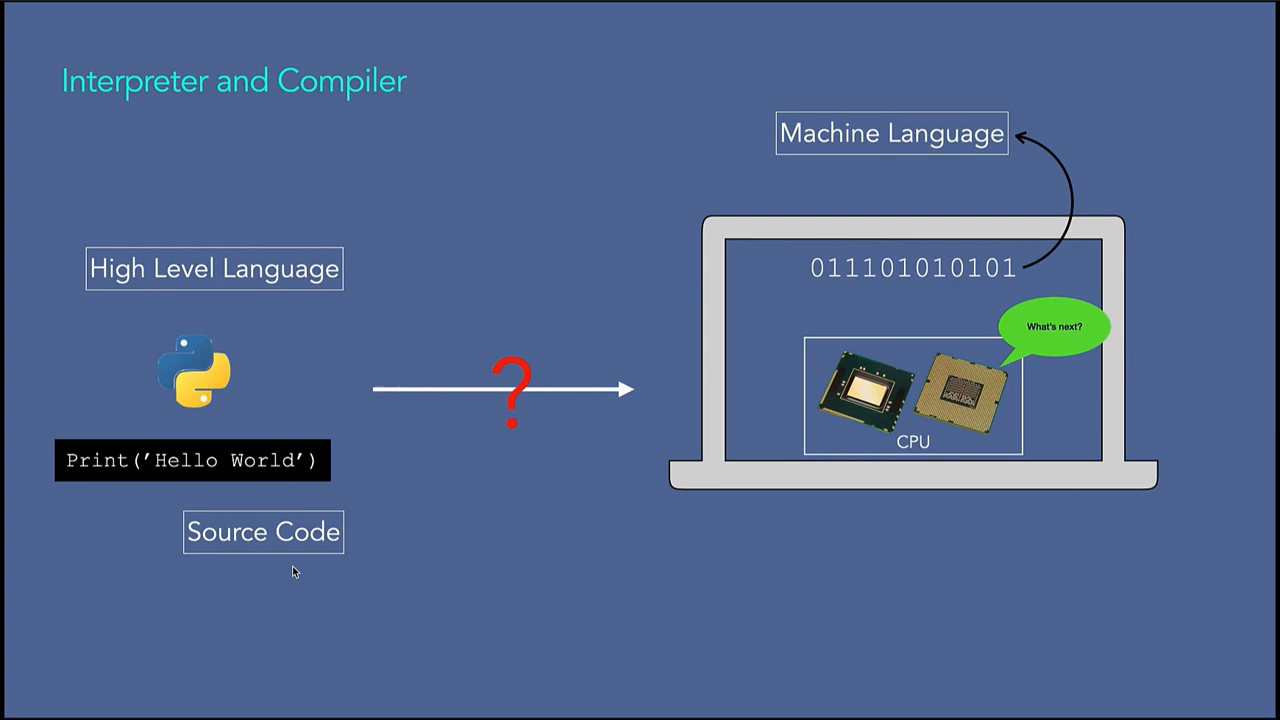 Interpreter and Compiler
Machine Language
High Level Language
011101010101
What's next?
?
CPU
Print('Hello World')
Source Code